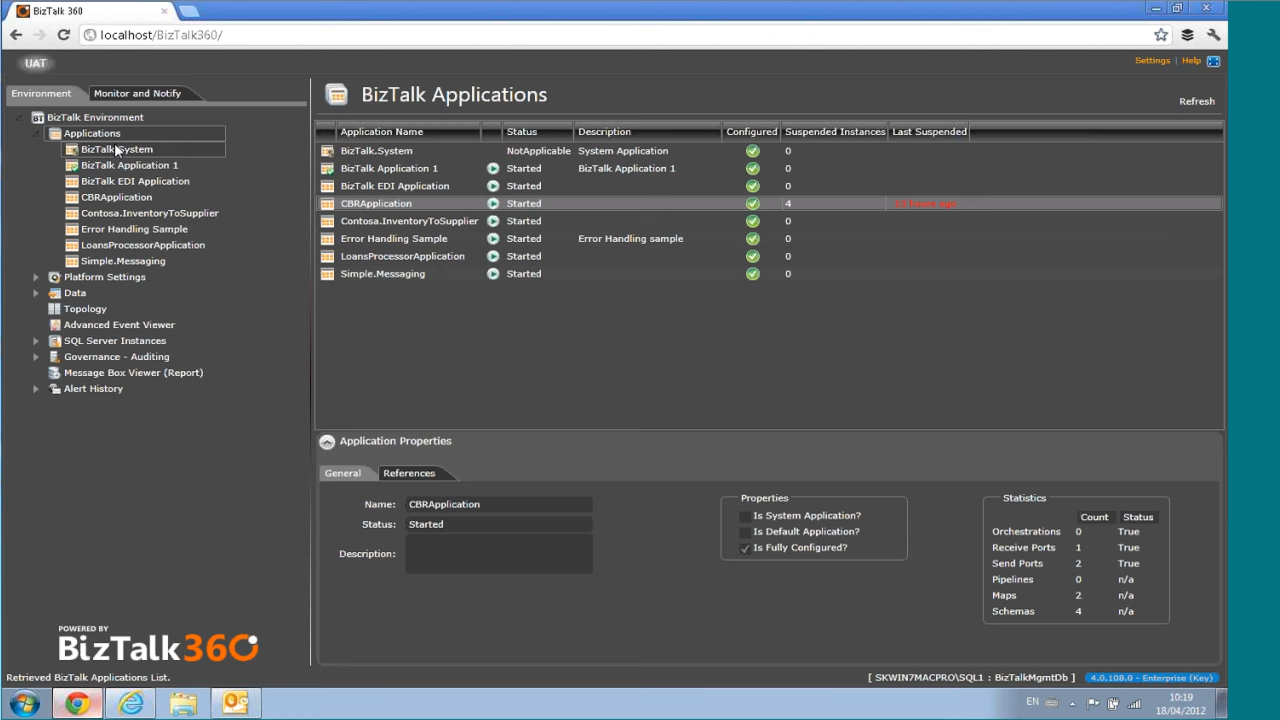 BizTalk 360
localhost/BizTalk360/
UAT
Settings | Help
Environment
Monitor and Notify
BizTalk Environment
Applications
BizTalk.System
BizTalk Application 1
BizTalk EDI Application
CBRApplication
Contosa.InventoryToSupplier
Error Handling Sample
LoansProcessorApplication
Simple.Messaging
Platform Settings
Data
Topology
Advanced Event Viewer
SQL Server Instances
Governance - Auditing
Message Box Viewer (Report)
Alert History
POWERED BY
BizTalk360
BizTalk Applications
Refresh
Application Name Status Description Configured Suspended Instances Last Suspended
BizTalk.System NotApplicable System Application 0
BizTalk Application 1 Started BizTalk Application 1 0
BizTalk EDI Application Started 0
CBRApplication Started 4 13 hours ago
Contosa.InventoryToSupplier Started 0
Error Handling Sample Started Error Handling sample 0
LoansProcessorApplication Started 0
Simple.Messaging Started 0
Application Properties
General References
Name: CBRApplication
Status: Started
Description:
Properties
Is System Application?
Is Default Application?
Is Fully Configured?
Statistics
Count Status
Orchestrations 0 True
Receive Ports 1 True
Send Ports 2 True
Pipelines 0 n/a
Maps 2 n/a
Schemas 4 n/a
Retrieved BizTalk Applications List.
[ SKWIN7MACPRO\SQL1 : BizTalkMgmtDb ]
4.0.108.0 - Enterprise (Key)
EN
10:19
18/04/2012